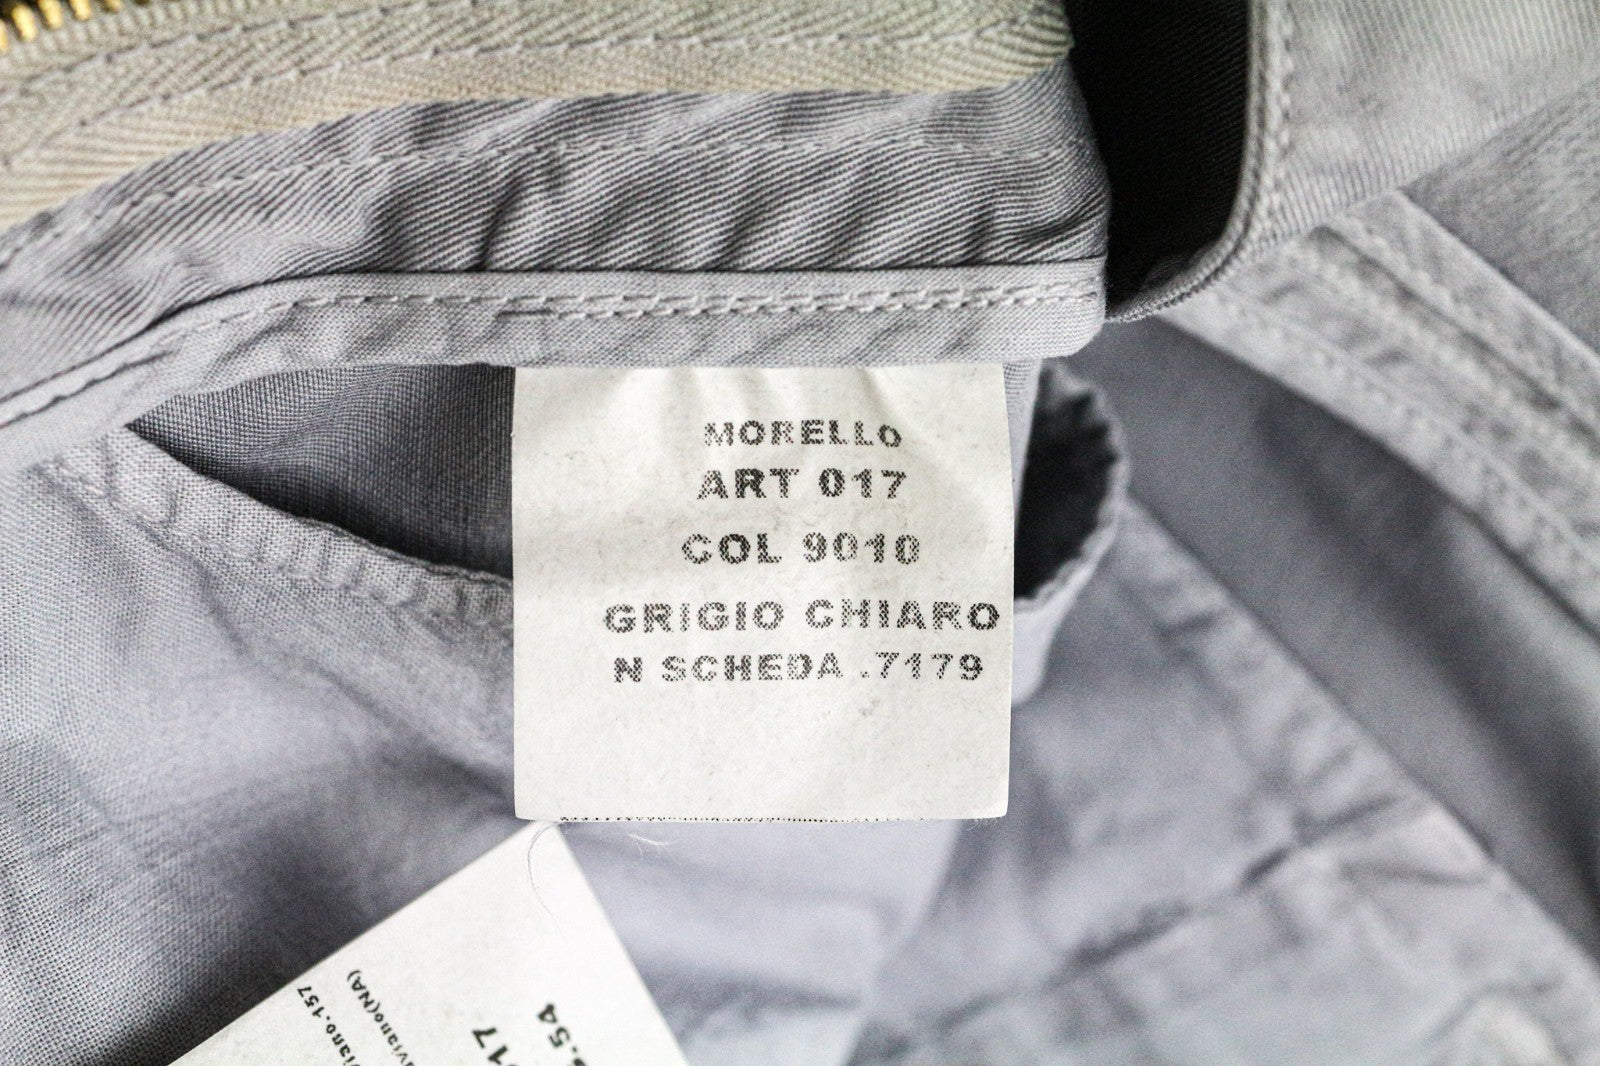 MORELLO
ART 017
COL 9010
GRIGIO CHIARO
N SCHEDA .7179